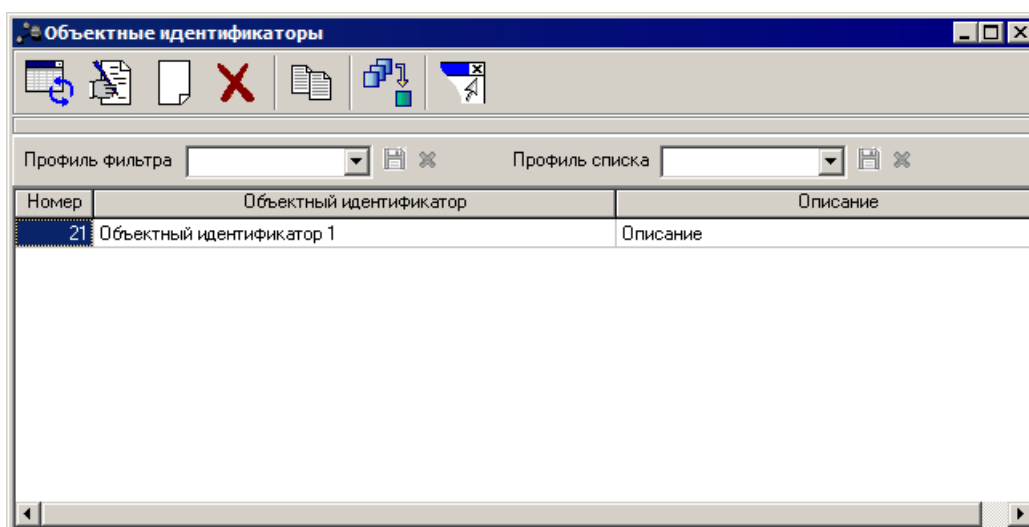 Объектные идентификаторы
Профиль фильтра Профиль списка
Номер Объектный идентификатор Описание
21 Объектный идентификатор 1 Описание